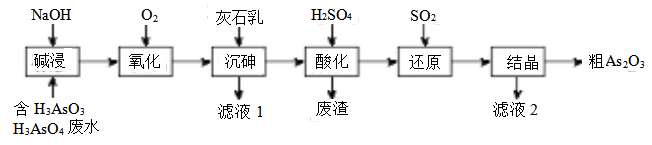 NaOH O₂ 灰石乳 H₂SO₄ SO₂
碱浸 氧化 沉砷 酸化 还原 结晶 粗As₂O₃
含 H₃AsO₃ 滤液 1 废渣 滤液 2
H₃AsO₄ 废水